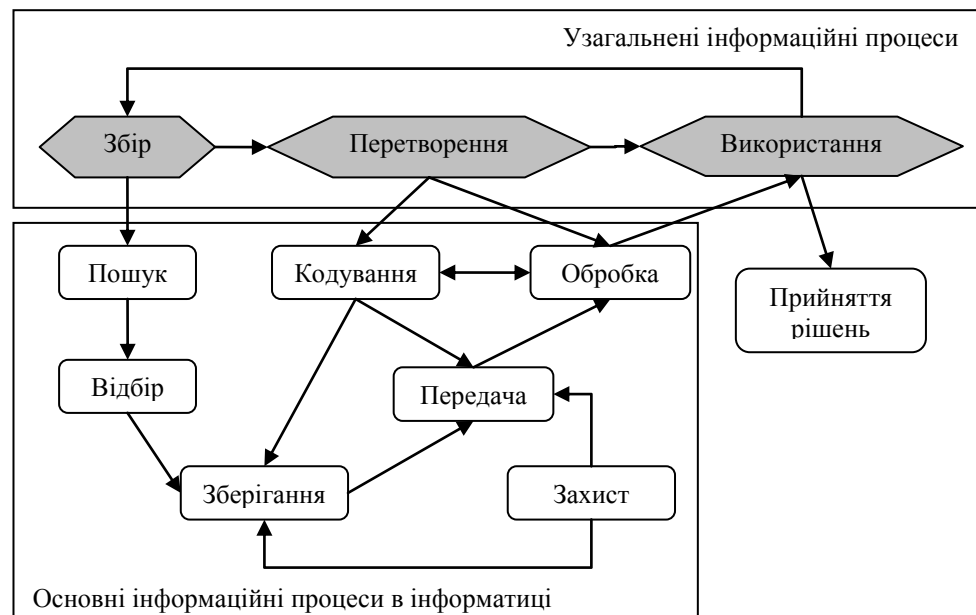 Узагальнені інформаційні процеси
Збір
Перетворення
Використання
Пошук
Кодування
Обробка
Прийняття
рішень
Відбір
Передача
Зберігання
Захист
Основні інформаційні процеси в інформатиці